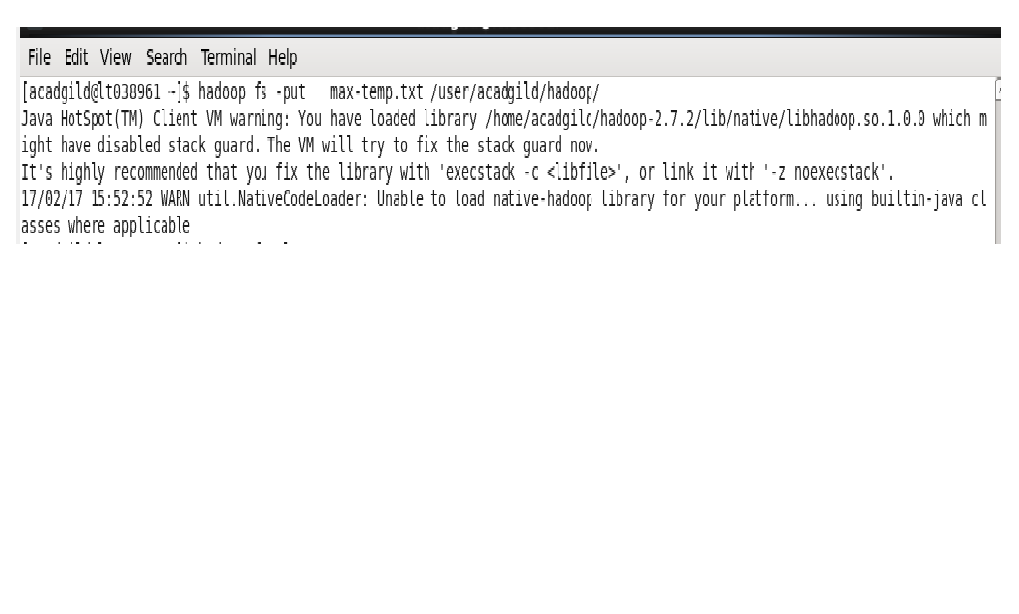 File Edit View Search Terminal Help
[acadgild@lt038961 ~]$ hadoop fs -put   max-temp.txt /user/acadgild/hadoop/
Java HotSpot(TM) Client VM warning: You have loaded library /home/acadgild/hadoop-2.7.2/lib/native/libhadoop.so.1.0.0 which m
ight have disabled stack guard. The VM will try to fix the stack guard now.
It's highly recommended that you fix the library with 'execstack -c <libfile>', or link it with '-z noexecstack'.
17/02/17 15:52:52 WARN util.NativeCodeLoader: Unable to load native-hadoop library for your platform... using builtin-java cl
asses where applicable